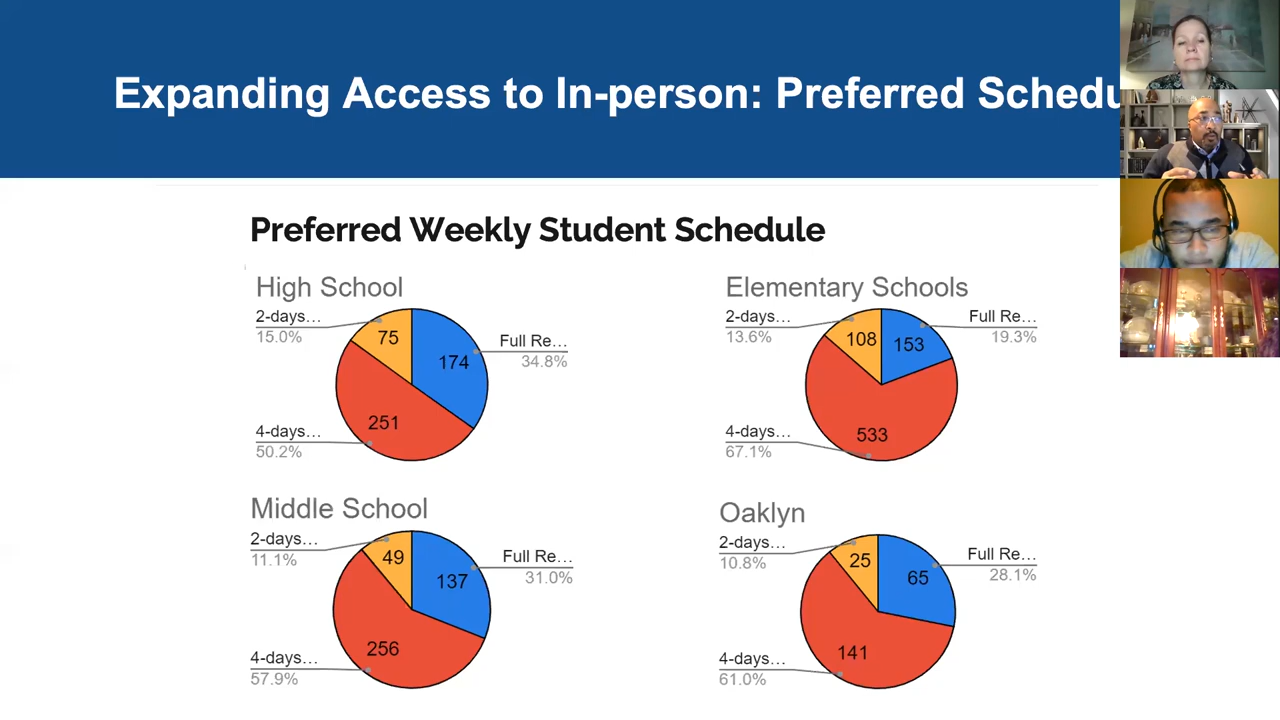 Expanding Access to In-person: Preferred Schedu
Preferred Weekly Student Schedule
High School
2-days…
15.0%
75
Full Re…
34.8%
174
251
4-days…
50.2%
Elementary Schools
2-days…
13.6%
108
153
Full Re…
19.3%
4-days…
67.1%
533
Middle School
2-days…
11.1%
49
Full Re…
31.0%
137
256
4-days…
57.9%
Oaklyn
2-days…
10.8%
25
65
Full Re…
28.1%
141
4-days…
61.0%